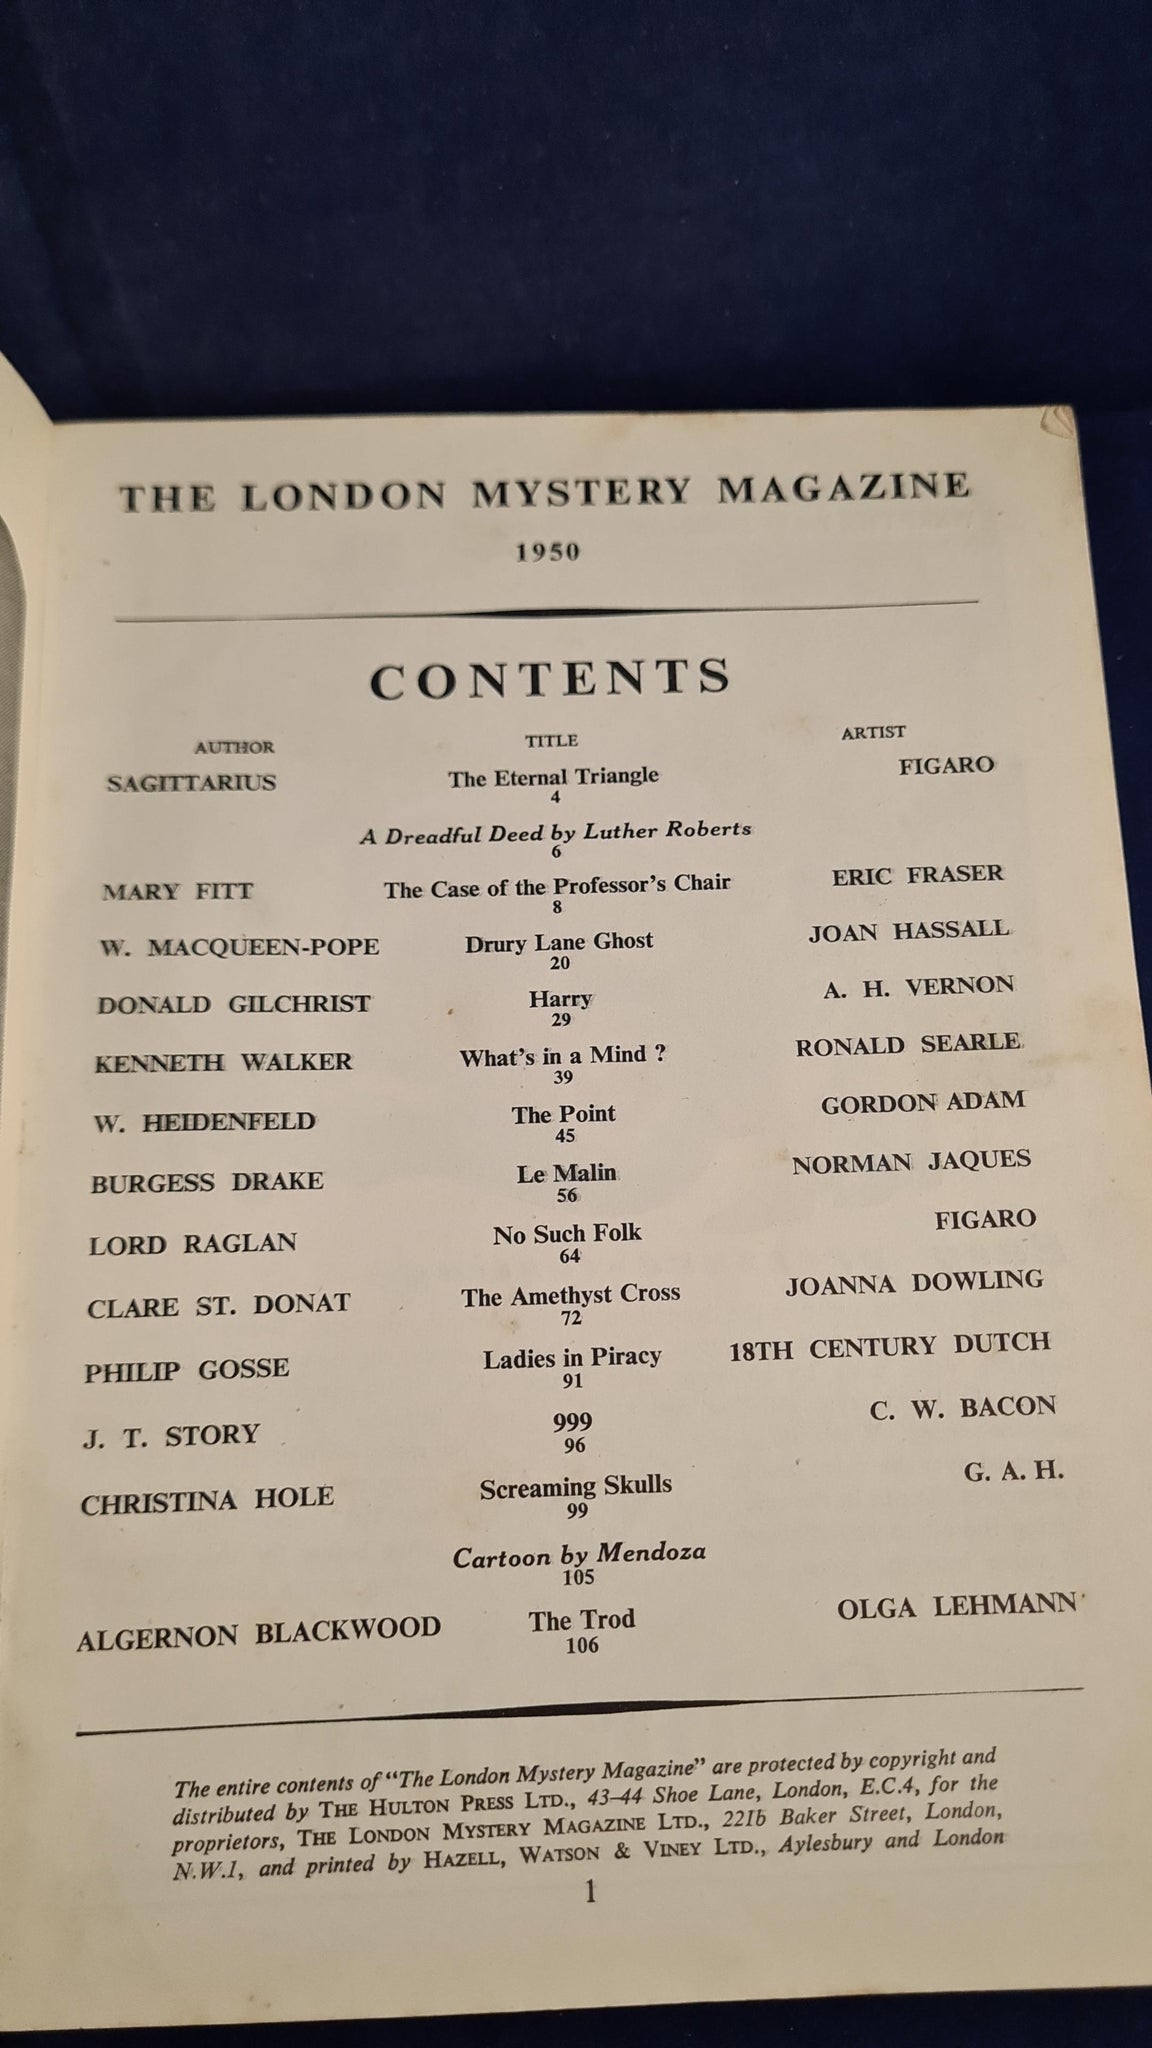 THE LONDON MYSTERY MAGAZINE
1950
CONTENTS
AUTHOR TITLE ARTIST
SAGITTARIUS The Eternal Triangle FIGARO
4
A Dreadful Deed by Luther Roberts
6
MARY FITT The Case of the Professor's Chair ERIC FRASER
8
W. MACQUEEN-POPE Drury Lane Ghost JOAN HASSALL
20
DONALD GILCHRIST Harry A. H. VERNON
29
KENNETH WALKER What's in a Mind ? RONALD SEARLE
39
W. HEIDENFELD The Point GORDON ADAM
45
BURGESS DRAKE Le Malin NORMAN JAQUES
56
LORD RAGLAN No Such Folk FIGARO
64
CLARE ST. DONAT The Amethyst Cross JOANNA DOWLING
72
PHILIP GOSSE Ladies in Piracy 18TH CENTURY DUTCH
91
J. T. STORY 999 C. W. BACON
96
CHRISTINA HOLE Screaming Skulls G. A. H.
99
Cartoon by Mendoza
105
ALGERNON BLACKWOOD The Trod OLGA LEHMANN
106
The entire contents of "The London Mystery Magazine" are protected by copyright and
distributed by THE HULTON PRESS LTD., 43–44 Shoe Lane, London, E.C.4, for the
proprietors, THE LONDON MYSTERY MAGAZINE LTD., 221b Baker Street, London,
N.W.1, and printed by HAZELL, WATSON & VINEY LTD., Aylesbury and London
1